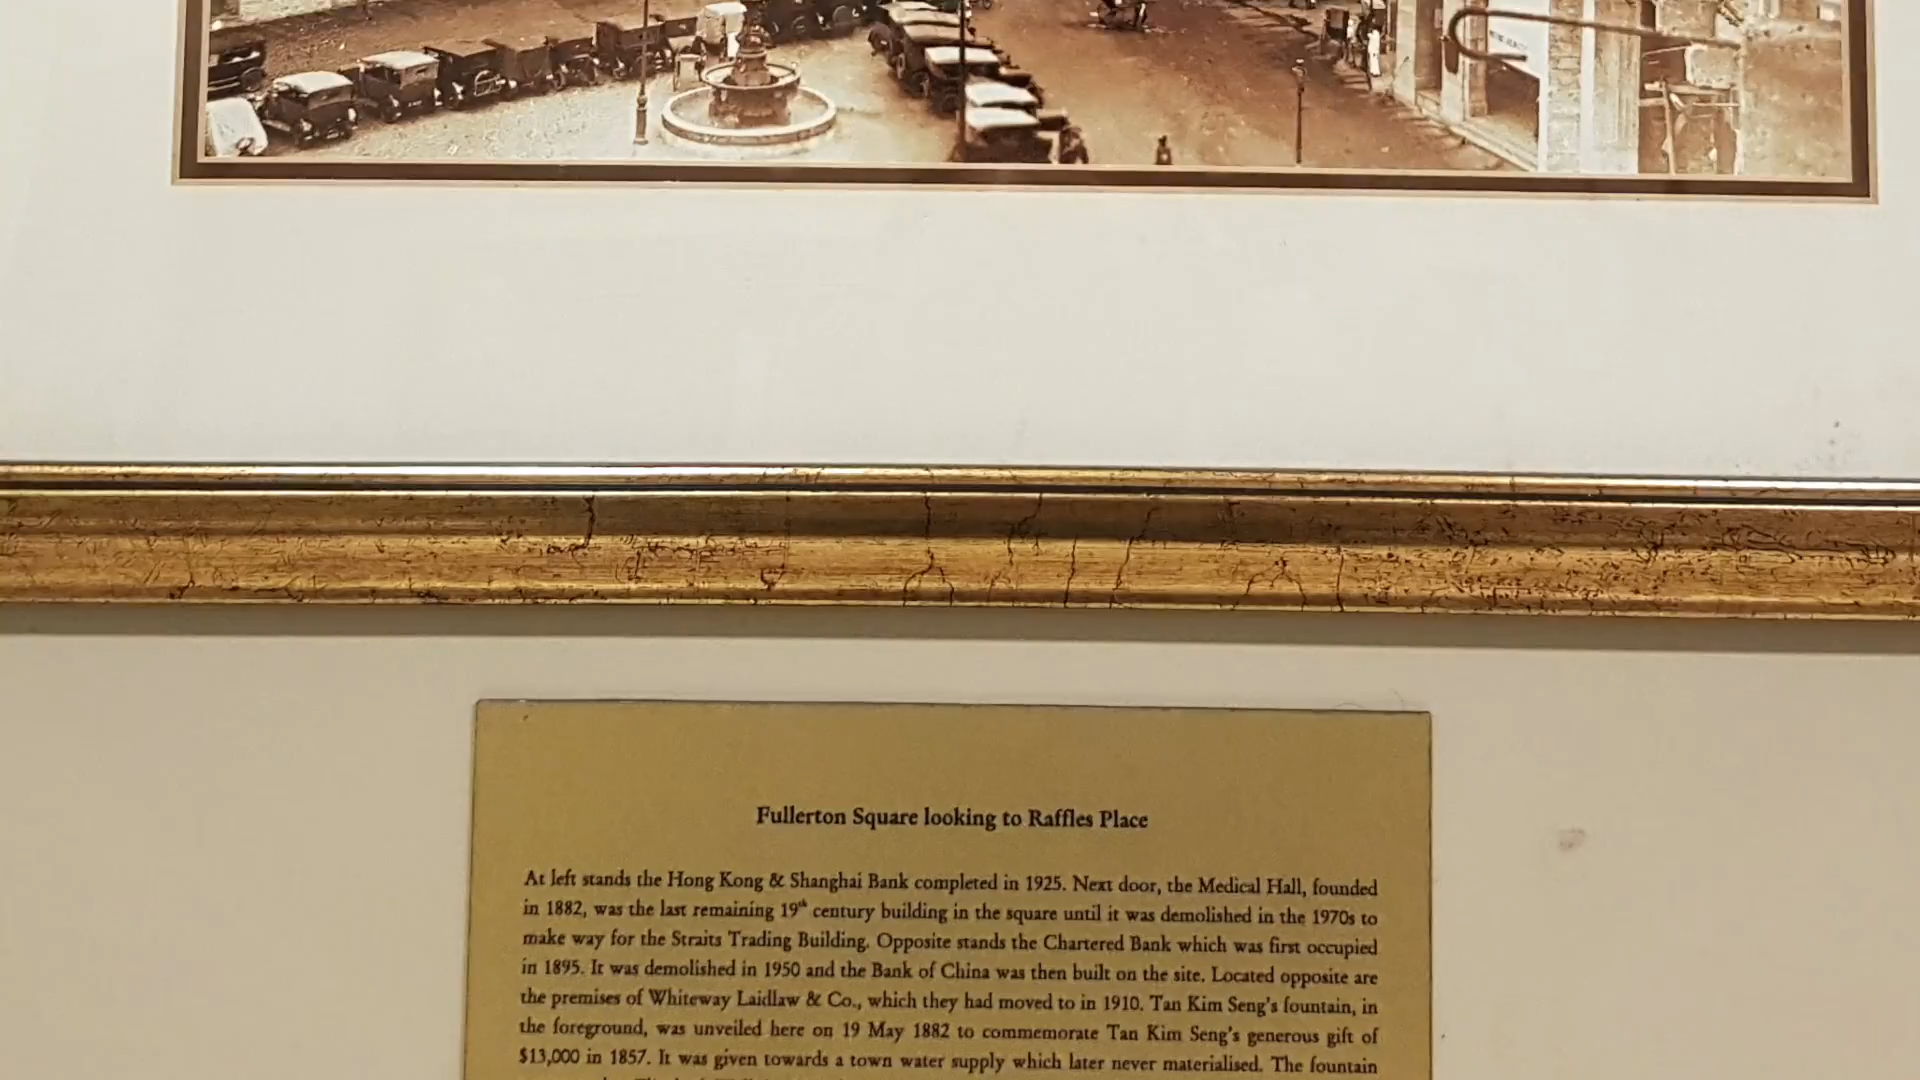 Fullerton Square looking to Raffles Place
At left stands the Hong Kong & Shanghai Bank completed in 1925. Next door, the Medical Hall, founded
in 1882, was the last remaining 19th century building in the square until it was demolished in the 1970s to
make way for the Straits Trading Building. Opposite stands the Chartered Bank which was first occupied
in 1895. It was demolished in 1950 and the Bank of China was then built on the site. Located opposite are
the premises of Whiteway Laidlaw & Co., which they had moved to in 1910. Tan Kim Seng's fountain, in
the foreground, was unveiled here on 19 May 1882 to commemorate Tan Kim Seng's generous gift of
$13,000 in 1857. It was given towards a town water supply which later never materialised. The fountain